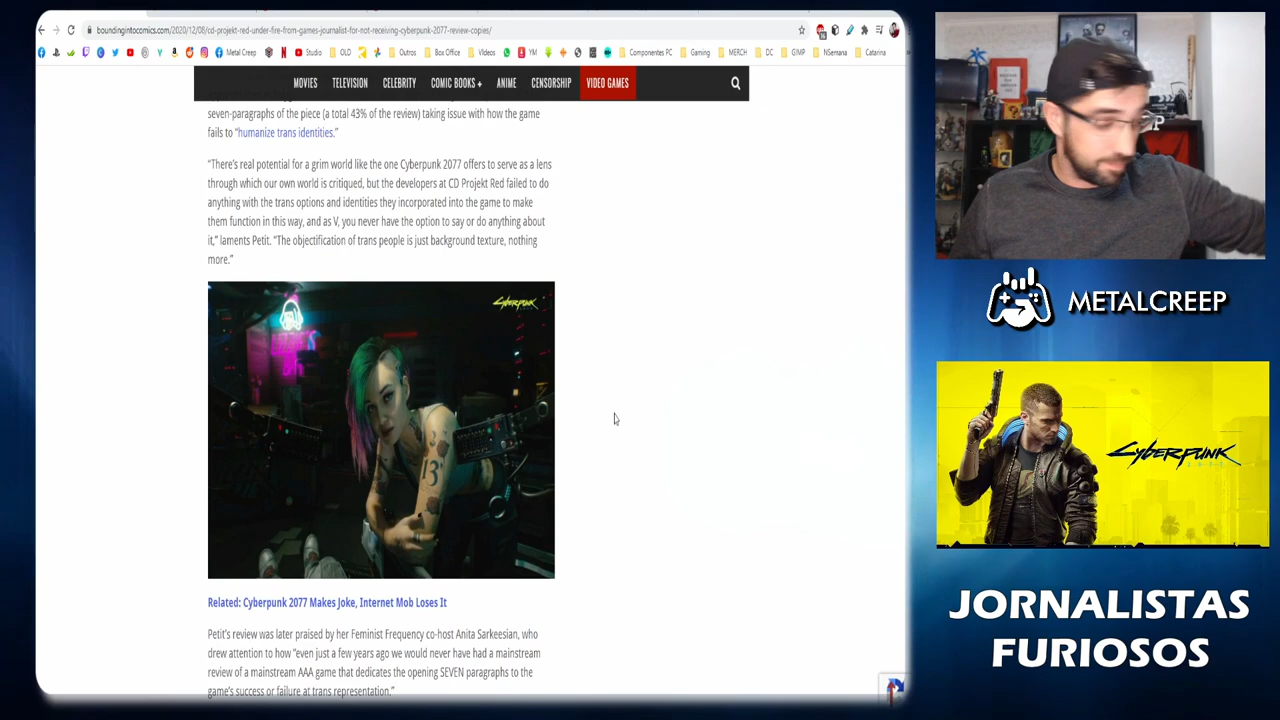 boundingintocomics.com/2020/12/08/cd-projekt-red-under-fire-from-games-journalist-for-not-receiving-cyberpunk-2077-review-copies/
Metal Creep
Studio
OLD
Outros
Box Office
Vídeos
YM
Componentes PC
Gaming
MERCH
DC
GIMP
NSemana
Catarina
MOVIES TELEVISION CELEBRITY COMIC BOOKS + ANIME CENSORSHIP VIDEO GAMES
seven-paragraphs of the piece (a total 43% of the review) taking issue with how the game
fails to “humanize trans identities.”
“There’s real potential for a grim world like the one Cyberpunk 2077 offers to serve as a lens
through which our own world is critiqued, but the developers at CD Projekt Red failed to do
anything with the trans options and identities they incorporated into the game to make
them function in this way, and as V, you never have the option to say or do anything about
it,” laments Petit. “The objectification of trans people is just background texture, nothing
more.”
CYBERPUNK
13
Related: Cyberpunk 2077 Makes Joke, Internet Mob Loses It
Petit’s review was later praised by her Feminist Frequency co-host Anita Sarkeesian, who
drew attention to how “even just a few years ago we would never have had a mainstream
review of a mainstream AAA game that dedicates the opening SEVEN paragraphs to the
game’s success or failure at trans representation.”
METALCREEP
CYBERPUNK
2077
JORNALISTAS
FURIOSOS